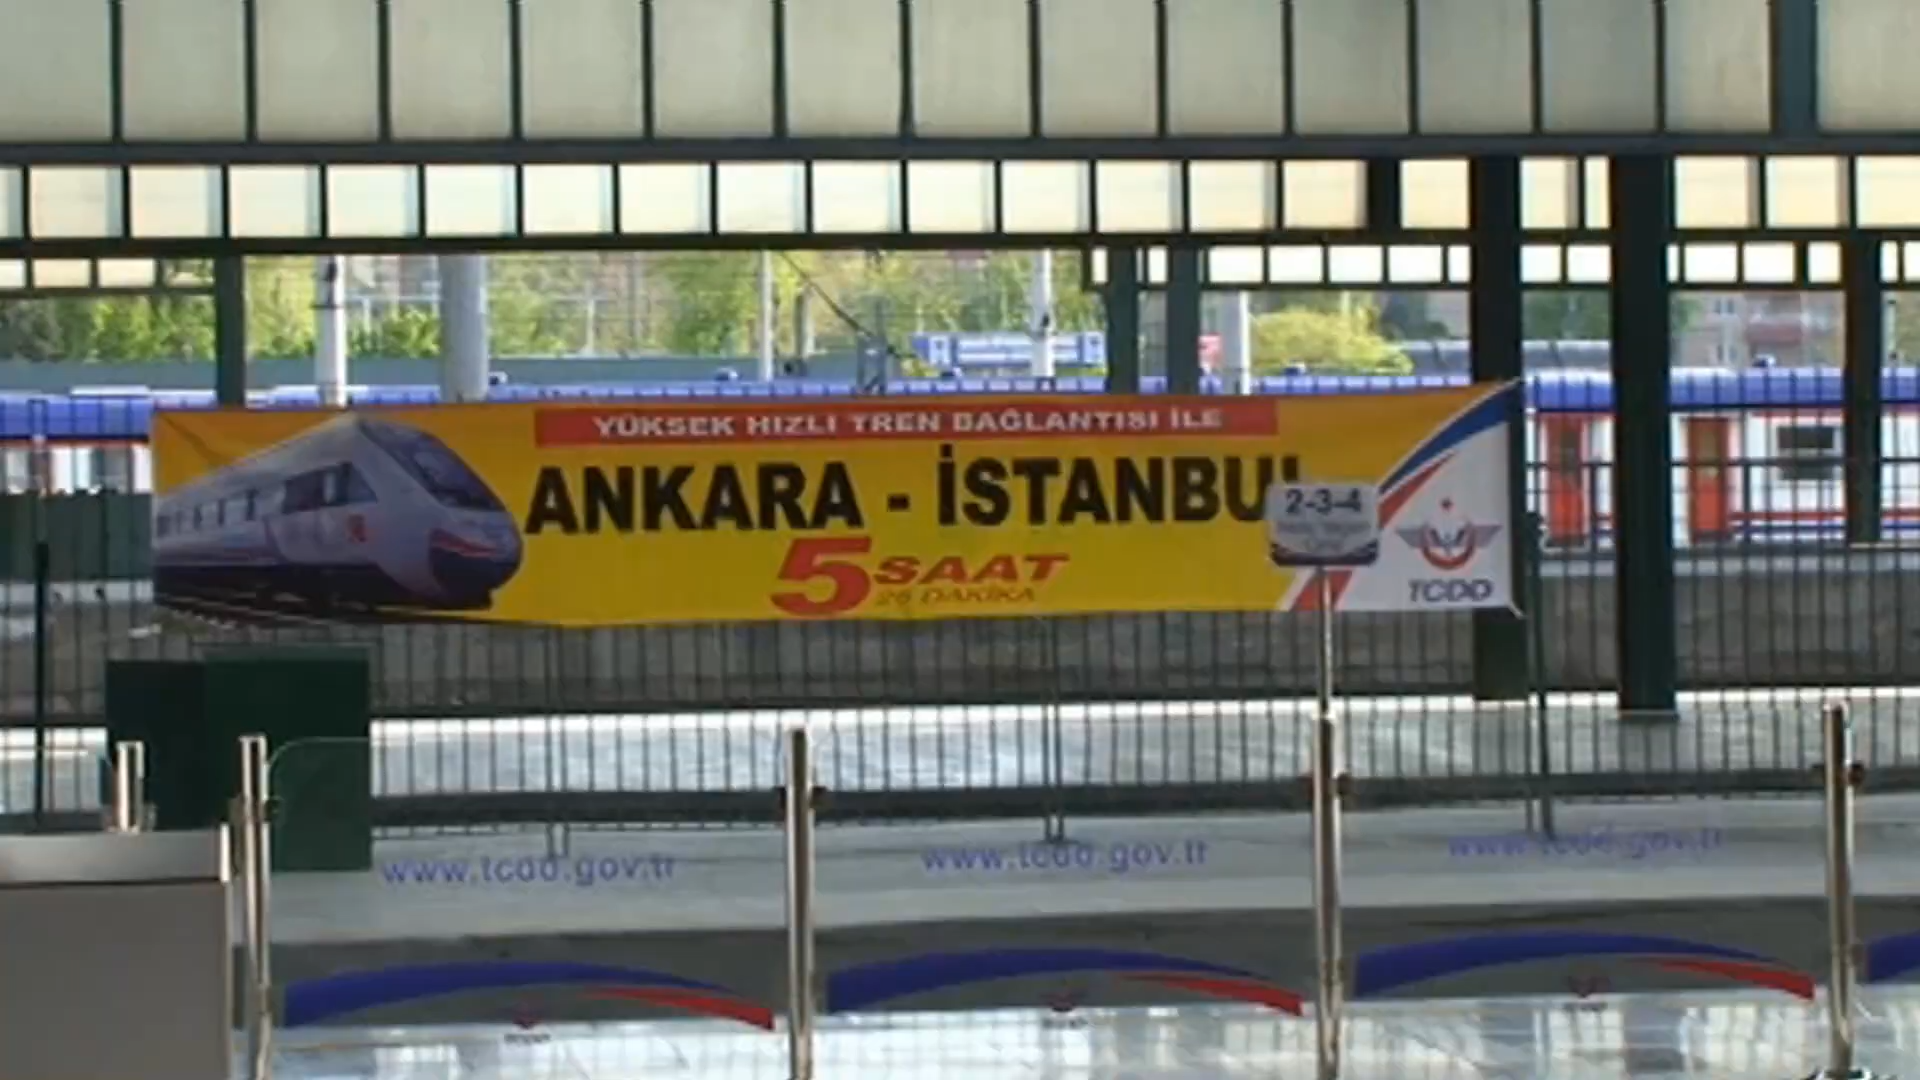 YÜKSEK HIZLI TREN BAĞLANTISI İLE
ANKARA - İSTANBUL
5 SAAT
25 DAKİKA
2-3-4
TCDD
www.tcdd.gov.tr
www.tcdd.gov.tr
www.tcdd.gov.tr